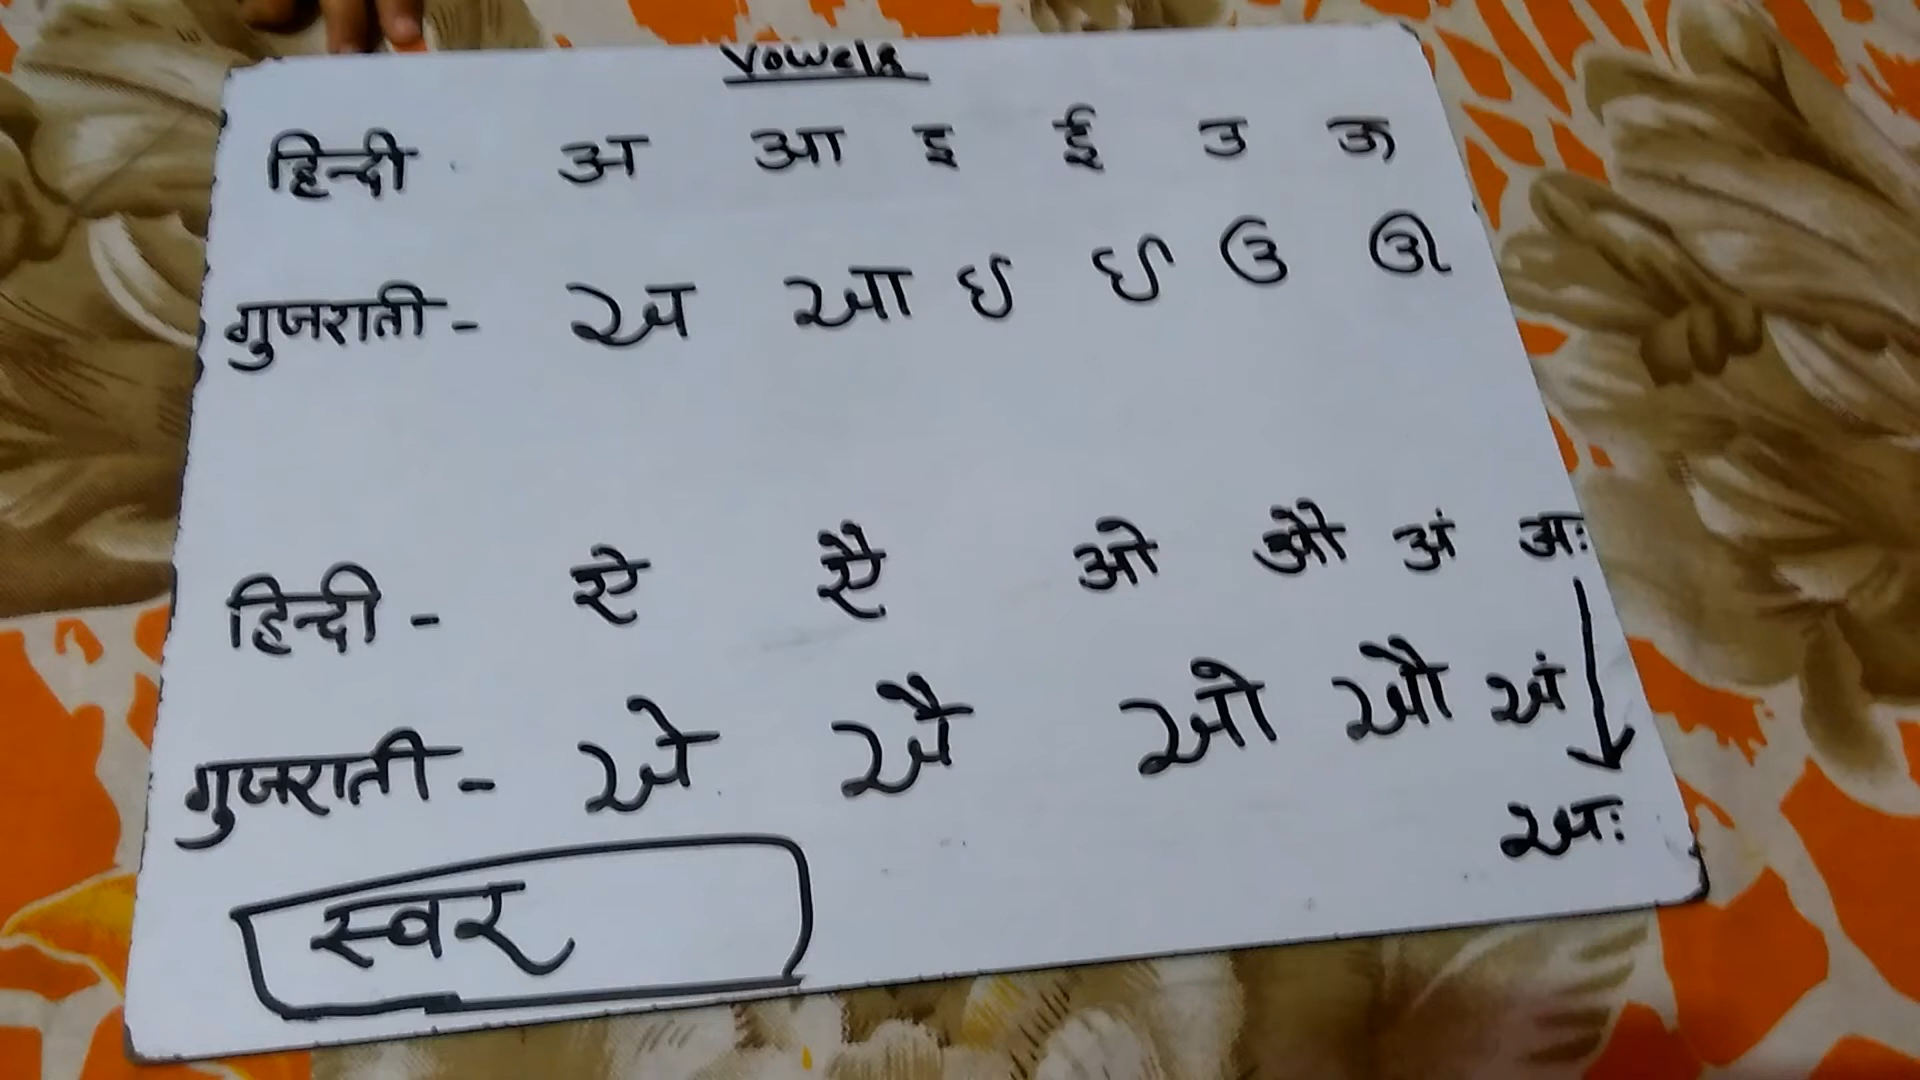 Vowels
हिन्दी अ आ इ ई उ ऊ
गुजराती - અ આ ઇ ઈ ઉ ઊ
हिन्दी - ऐ ऐ ओ औ अं अः
गुजराती - એ ઐ ઓ ઔ અં
અઃ
स्वर